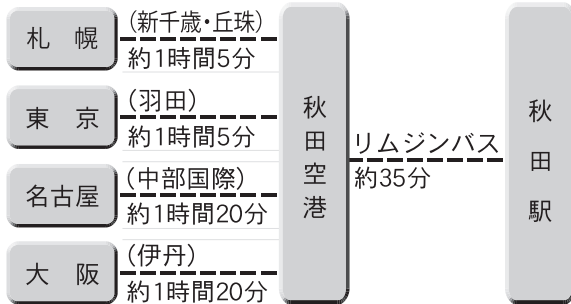 札幌
(新千歳・丘珠)
約1時間5分
東京
(羽田)
約1時間5分
名古屋
(中部国際)
約1時間20分
大阪
(伊丹)
約1時間20分
秋田空港
リムジンバス
約35分
秋田駅